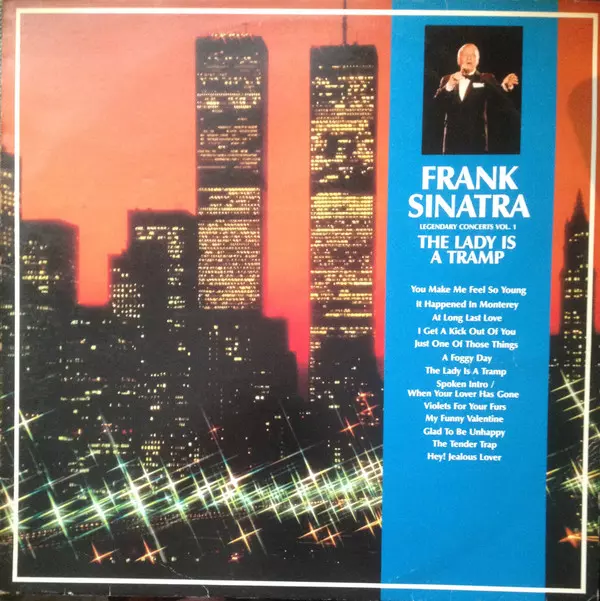 FRANK
SINATRA
LEGENDARY CONCERTS VOL. 1
THE LADY IS
A TRAMP
You Make Me Feel So Young
It Happened In Monterey
At Long Last Love
I Get A Kick Out Of You
Just One Of Those Things
A Foggy Day
The Lady Is A Tramp
Spoken Intro /
When Your Lover Has Gone
Violets For Your Furs
My Funny Valentine
Glad To Be Unhappy
The Tender Trap
Hey! Jealous Lover